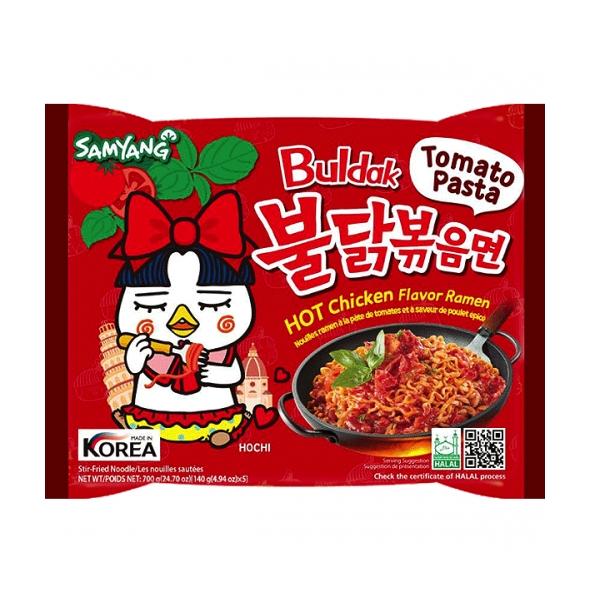 SAMYANG
Buldak
Tomato
Pasta
불닭볶음면
HOT Chicken Flavor Ramen
Nouilles ramen à la pâte de tomates et à saveur de poulet épicé
MADE IN
KOREA
HOCHI
Stir-Fried Noodle/Les nouilles sautées
NET WT/POIDS NET: 700 g(24.70 oz)[140 g(4.94 oz)x5]
Serving Suggestion
Suggestion de présentation
HALAL
Check the certificate of HALAL process